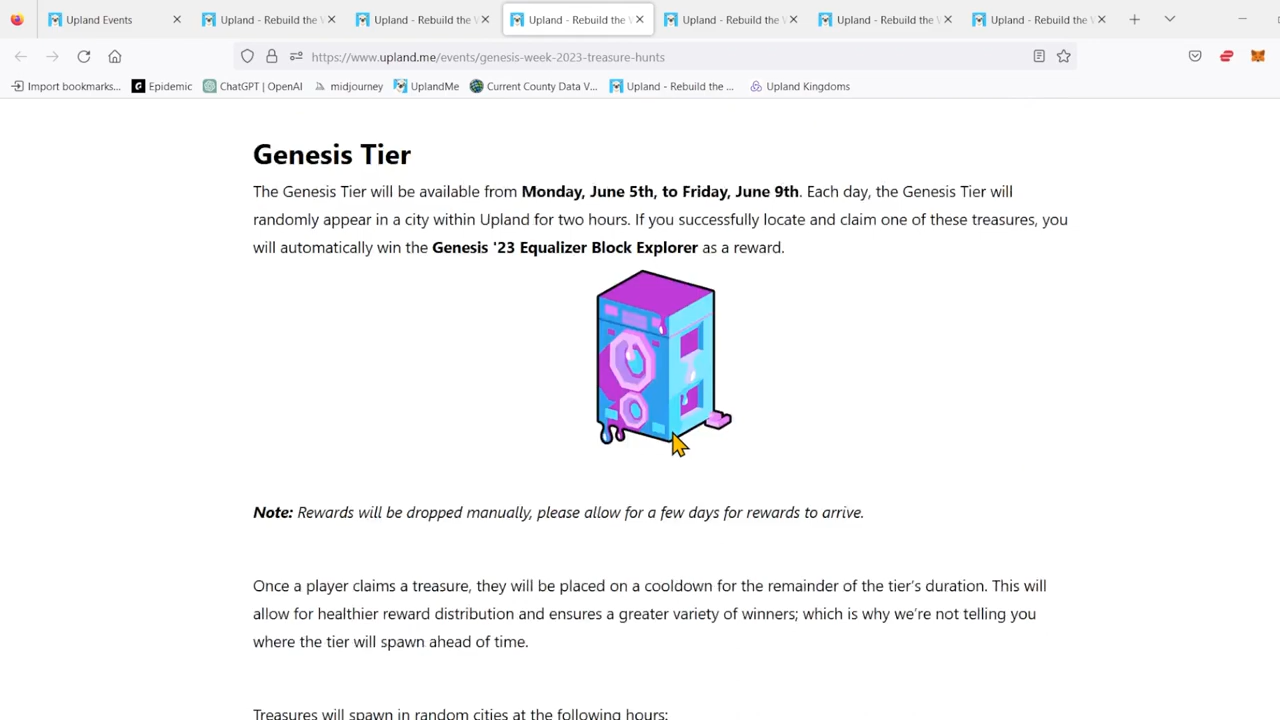 Upland Events
Upland - Rebuild the W
Upland - Rebuild the W
Upland - Rebuild the W
Upland - Rebuild the W
Upland - Rebuild the W
Upland - Rebuild the W
https://www.upland.me/events/genesis-week-2023-treasure-hunts
Import bookmarks...
Epidemic
ChatGPT | OpenAI
midjourney
UplandMe
Current County Data V...
Upland - Rebuild the ...
Upland Kingdoms
Genesis Tier
The Genesis Tier will be available from Monday, June 5th, to Friday, June 9th. Each day, the Genesis Tier will
randomly appear in a city within Upland for two hours. If you successfully locate and claim one of these treasures, you
will automatically win the Genesis '23 Equalizer Block Explorer as a reward.
Note: Rewards will be dropped manually, please allow for a few days for rewards to arrive.
Once a player claims a treasure, they will be placed on a cooldown for the remainder of the tier's duration. This will
allow for healthier reward distribution and ensures a greater variety of winners; which is why we're not telling you
where the tier will spawn ahead of time.
Treasures will spawn in random cities at the following hours: